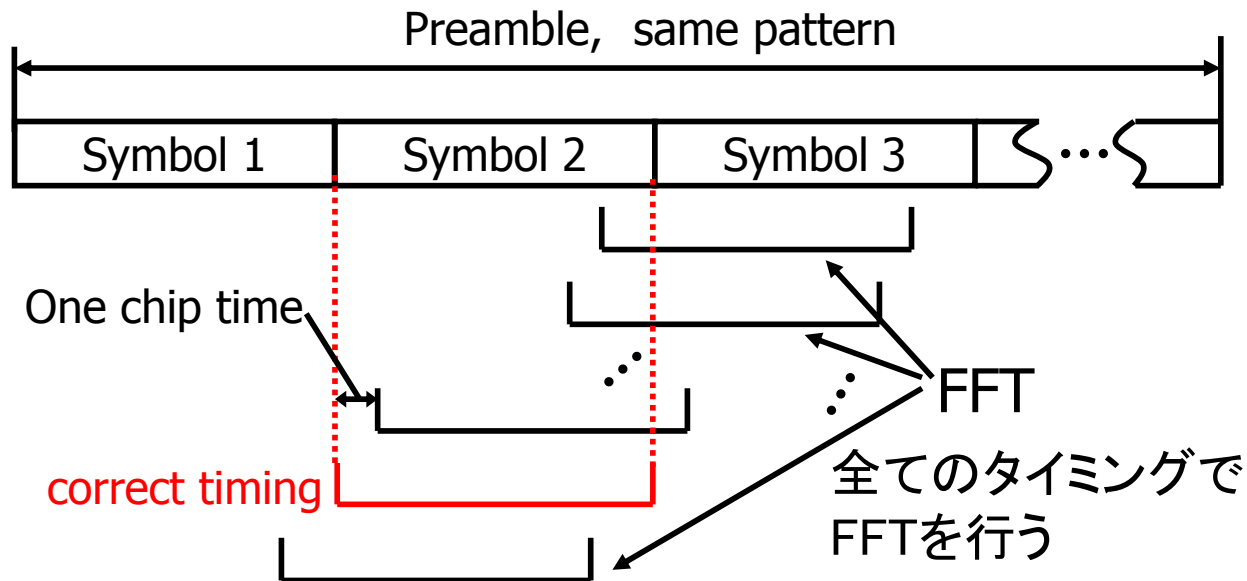 Preamble, same pattern
Symbol 1 Symbol 2 Symbol 3 ...
One chip time
FFT
correct timing
全てのタイミングで
FFTを行う